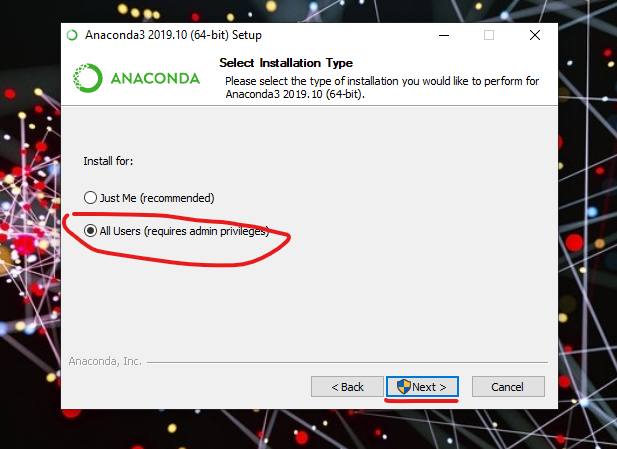 Anaconda3 2019.10 (64-bit) Setup
ANACONDA
Select Installation Type
Please select the type of installation you would like to perform for
Anaconda3 2019.10 (64-bit).
Install for:
Just Me (recommended)
All Users (requires admin privileges)
Anaconda, Inc.
< Back
Next >
Cancel